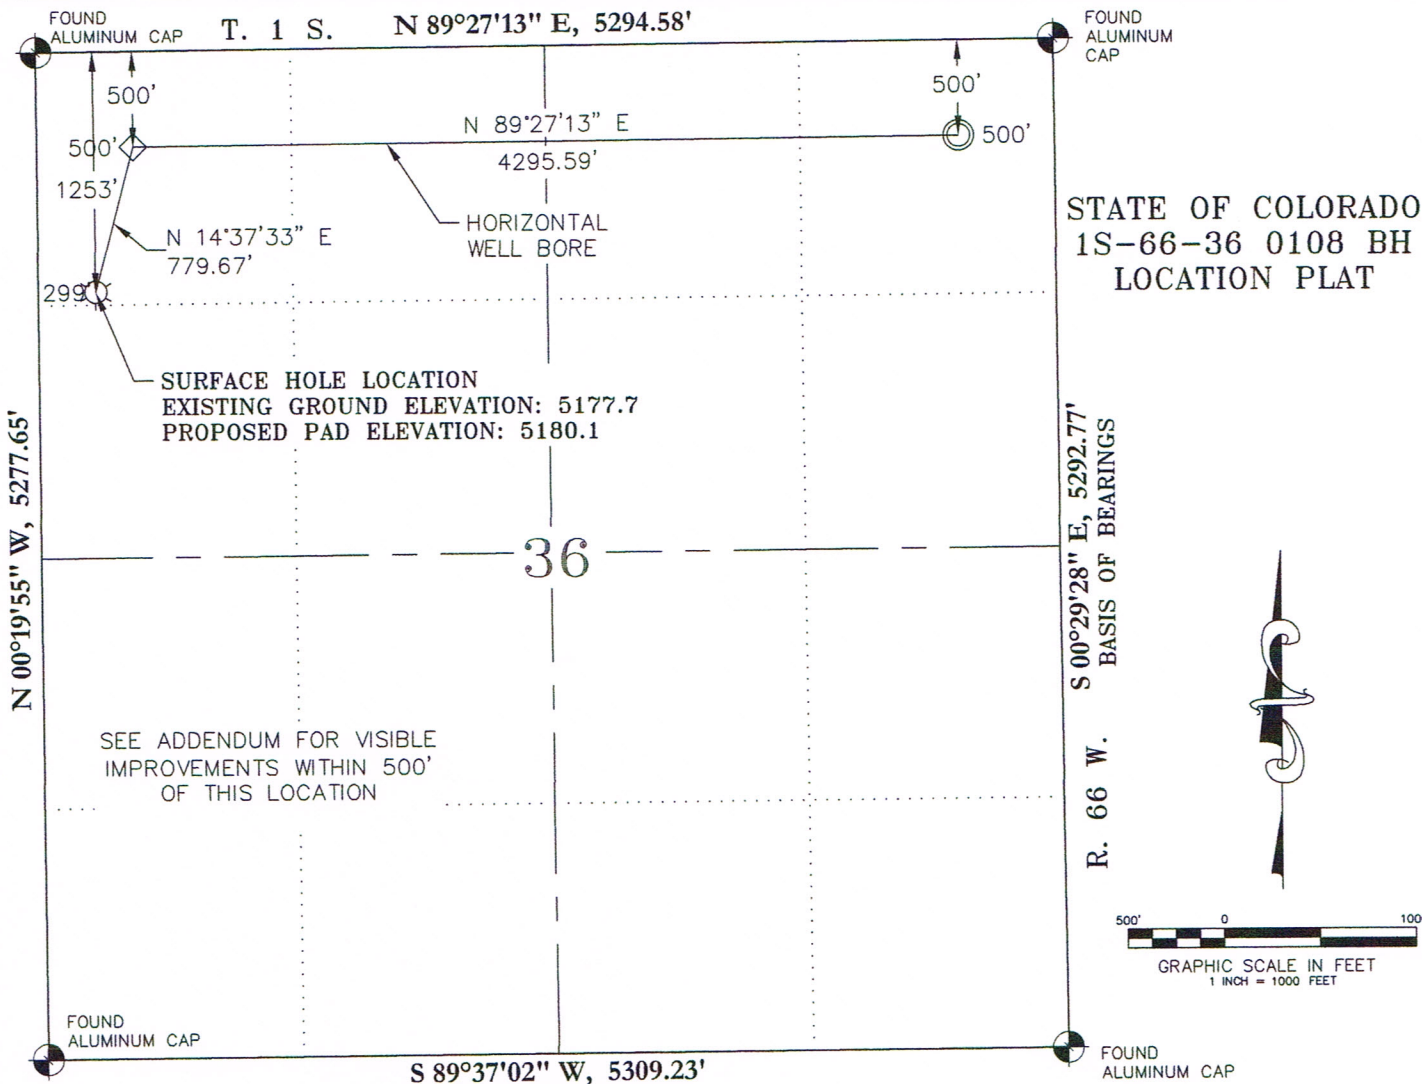 FOUND
ALUMINUM CAP
T. 1 S.
N 89°27'13" E, 5294.58'
FOUND
ALUMINUM
CAP
500'
500'
500'
N 89°27'13" E
4295.59'
500'
1253'
N 14°37'33" E
779.67'
HORIZONTAL
WELL BORE
STATE OF COLORADO
1S-66-36 0108 BH
LOCATION PLAT
299'
SURFACE HOLE LOCATION
EXISTING GROUND ELEVATION: 5177.7
PROPOSED PAD ELEVATION: 5180.1
N 00°19'55" W, 5277.65'
S 00°29'28" E, 5292.77'
BASIS OF BEARINGS
36
SEE ADDENDUM FOR VISIBLE
IMPROVEMENTS WITHIN 500'
OF THIS LOCATION
R. 66 W.
500' 0 100
GRAPHIC SCALE IN FEET
1 INCH = 1000 FEET
FOUND
ALUMINUM CAP
S 89°37'02" W, 5309.23'
FOUND
ALUMINUM CAP